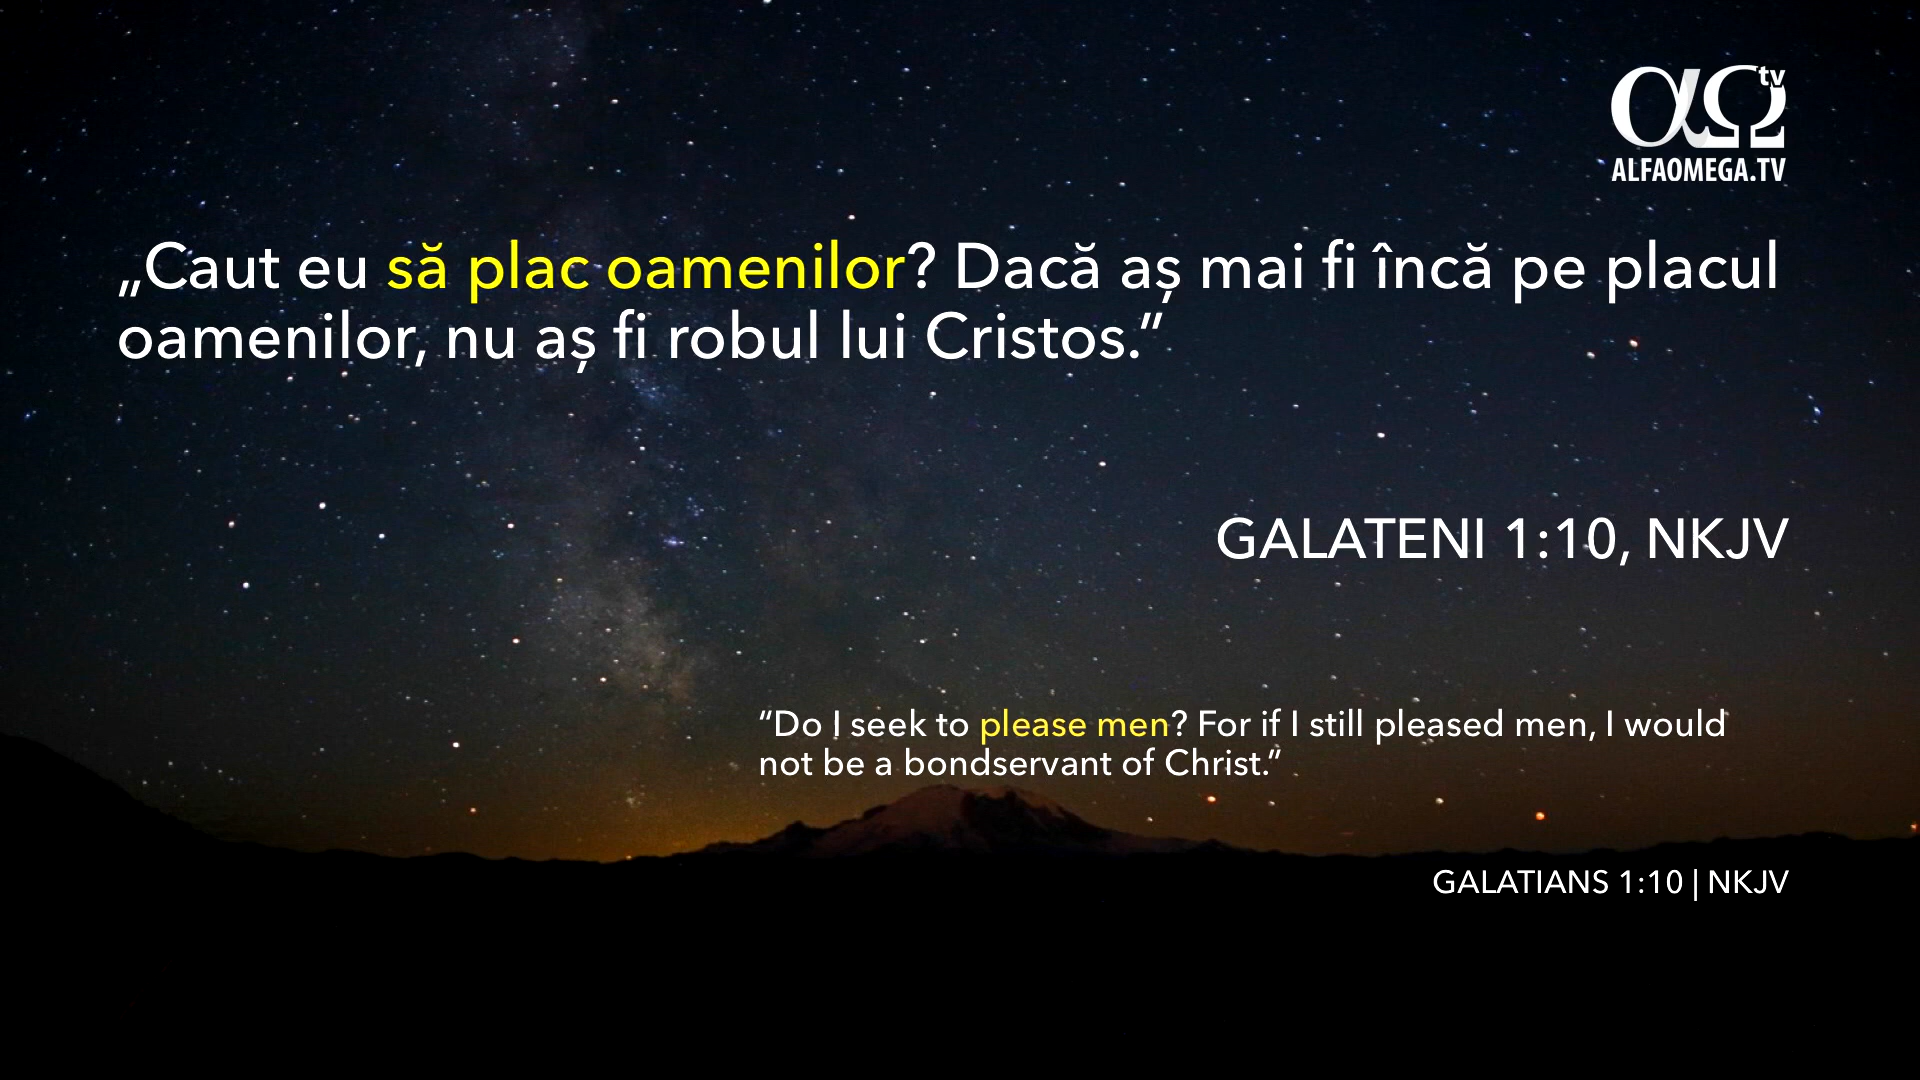 αΩ tv
ALFAOMEGA.TV
„Caut eu să plac oamenilor? Dacă aș mai fi încă pe placul
oamenilor, nu aș fi robul lui Cristos.”
GALATENI 1:10, NKJV
“Do I seek to please men? For if I still pleased men, I would
not be a bondservant of Christ.”
GALATIANS 1:10 | NKJV